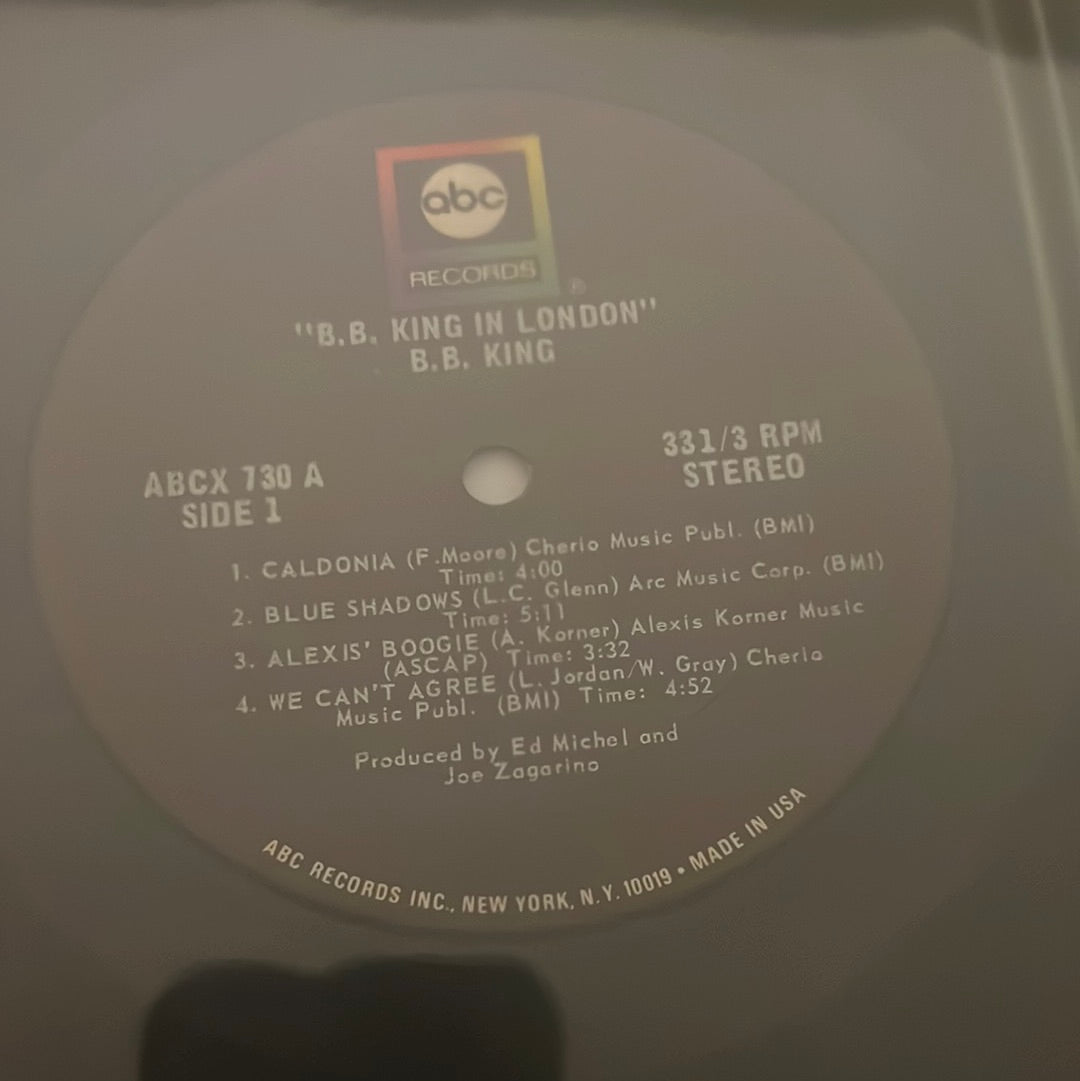 abc
RECORDS
®
"B.B. KING IN LONDON"
B.B. KING
ABCX 730 A
SIDE 1
331/3 RPM
STEREO
1. CALDONIA (F.Moore) Cherio Music Publ. (BMI)
Time: 4:00
2. BLUE SHADOWS (L.C. Glenn) Arc Music Corp. (BMI)
Time: 5:11
3. ALEXIS' BOOGIE (A. Korner) Alexis Korner Music
(ASCAP) Time: 3:32
4. WE CAN'T AGREE (L. Jordan/W. Gray) Cherio
Music Publ. (BMI) Time: 4:52
Produced by Ed Michel and
Joe Zagarino
ABC RECORDS INC., NEW YORK, N.Y. 10019 • MADE IN USA